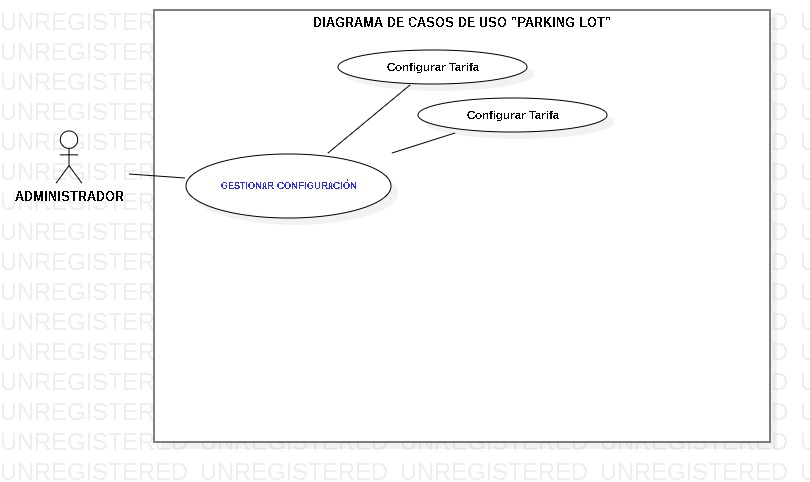 DIAGRAMA DE CASOS DE USO "PARKING LOT"
Configurar Tarifa
Configurar Tarifa
GESTIONAR CONFIGURACIÓN
ADMINISTRADOR
UNREGISTERED UNREGISTERED UNREGISTERED UNREGISTERED